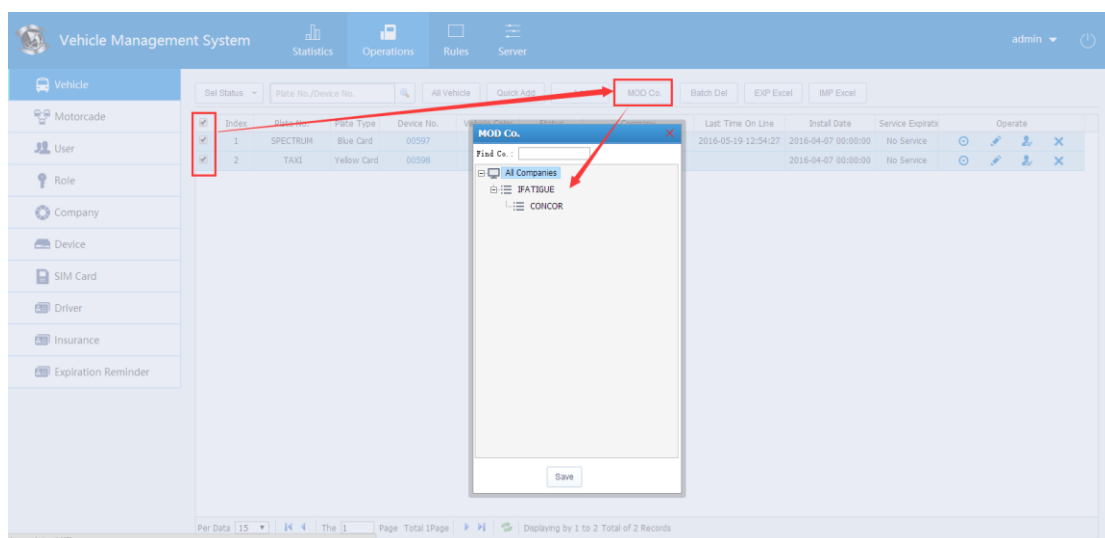 Vehicle Management System
Statistics Operations Rules Server
admin
Vehicle
Motorcade
User
Role
Company
Device
SIM Card
Driver
Insurance
Expiration Reminder
Sel Status Plate No./Device No. All Vehicle Quick Add MOD Co. Batch Del EXP Excel IMP Excel
Index Plate No. Plate Type Device No. Vehicle Color Status Company Last Time On Line Install Date Service Expiratio Operate
1 SPECTRUM Blue Card 00597 2016-05-19 12:54:27 2016-04-07 00:00:00 No Service
2 TAXI Yellow Card 00598 2016-04-07 00:00:00 No Service
MOD Co.
Find Co. :
All Companies
IFATIGUE
CONCOR
Save
Per Data 15 The 1 Page Total 1Page Displaying by 1 to 2 Total of 2 Records